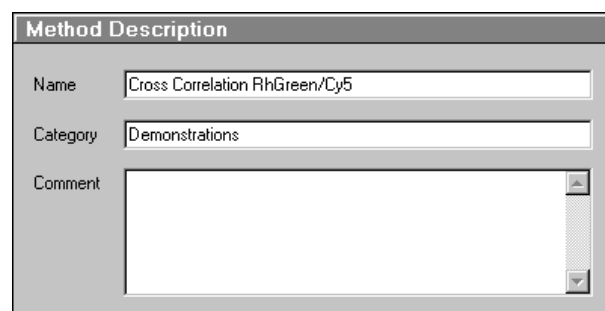 Method Description
Name Cross Correlation RhGreen/Cy5
Category Demonstrations
Comment